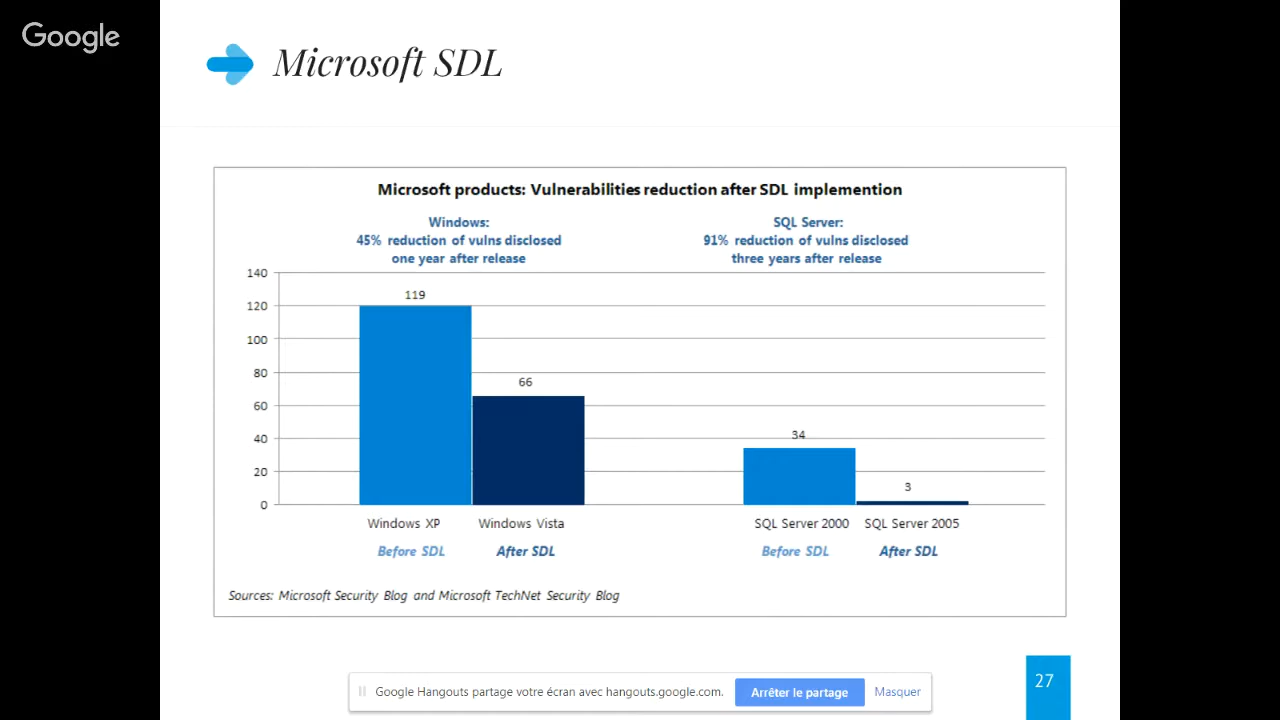 Google
Microsoft SDL
Microsoft products: Vulnerabilities reduction after SDL implemention
Windows:
45% reduction of vulns disclosed
one year after release
SQL Server:
91% reduction of vulns disclosed
three years after release
140
120
100
80
60
40
20
0
119
66
34
3
Windows XP
Windows Vista
SQL Server 2000
SQL Server 2005
Before SDL
After SDL
Before SDL
After SDL
Sources: Microsoft Security Blog and Microsoft TechNet Security Blog
Google Hangouts partage votre écran avec hangouts.google.com.
Arrêter le partage
Masquer
27